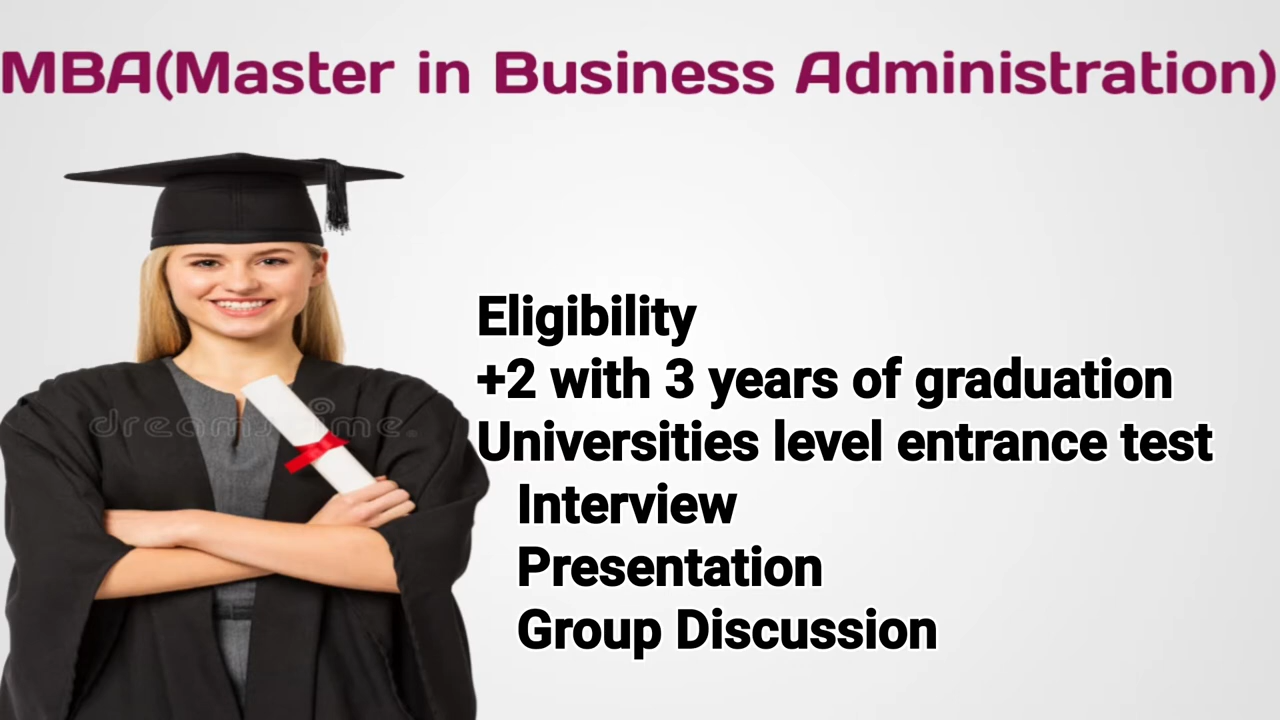 MBA(Master in Business Administration)
dreamstime.
Eligibility
+2 with 3 years of graduation
Universities level entrance test
Interview
Presentation
Group Discussion